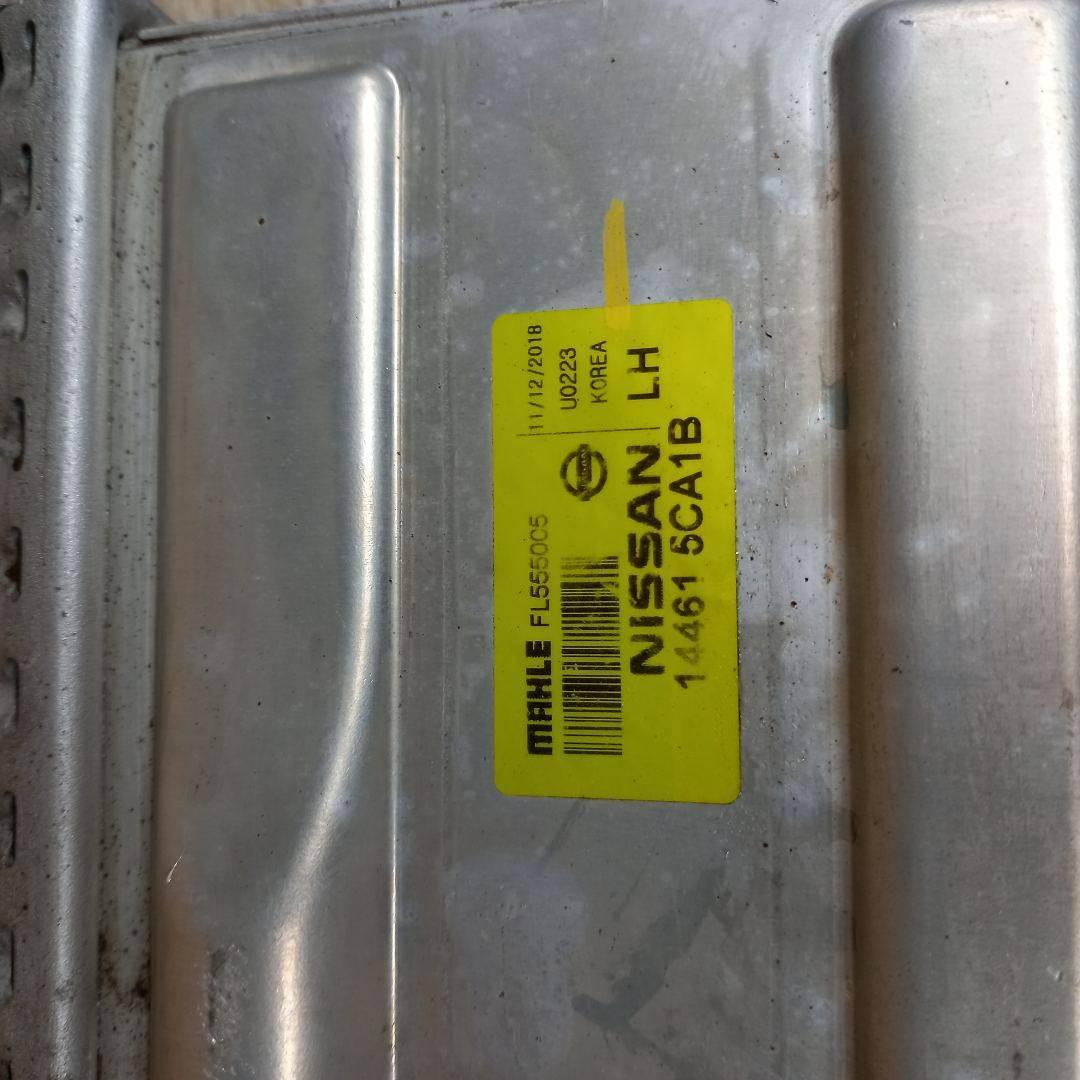 MAHLE FL555005
11/12/2018
U0223
KOREA
NISSAN LH
14461 5CA1B